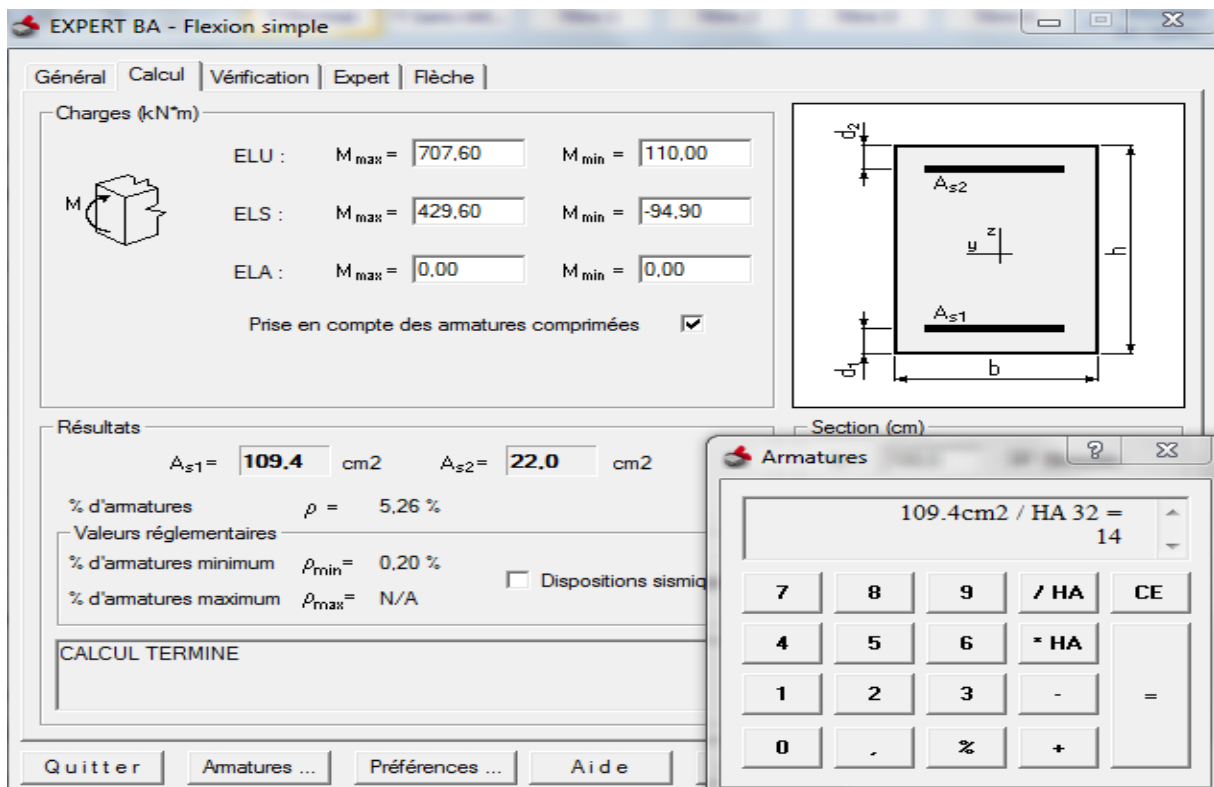 EXPERT BA - Flexion simple
Général Calcul Vérification Expert Flèche
Charges (kN*m)
ELU : M max = 707,60 M min = 110,00
ELS : M max = 429,60 M min = -94,90
ELA : M max = 0,00 M min = 0,00
Prise en compte des armatures comprimées
M
d2
As2
z
y
h
As1
d1
b
Résultats
As1= 109.4 cm2 As2= 22.0 cm2
% d'armatures ρ = 5,26 %
Valeurs réglementaires
% d'armatures minimum ρmin= 0,20 %
% d'armatures maximum ρmax= N/A
Dispositions sismiq
CALCUL TERMINE
Section (cm)
Armatures
109.4cm2 / HA 32 =
14
7 8 9 / HA CE
4 5 6 * HA
1 2 3 - =
0 , % +
Quitter Armatures ... Préférences ... Aide